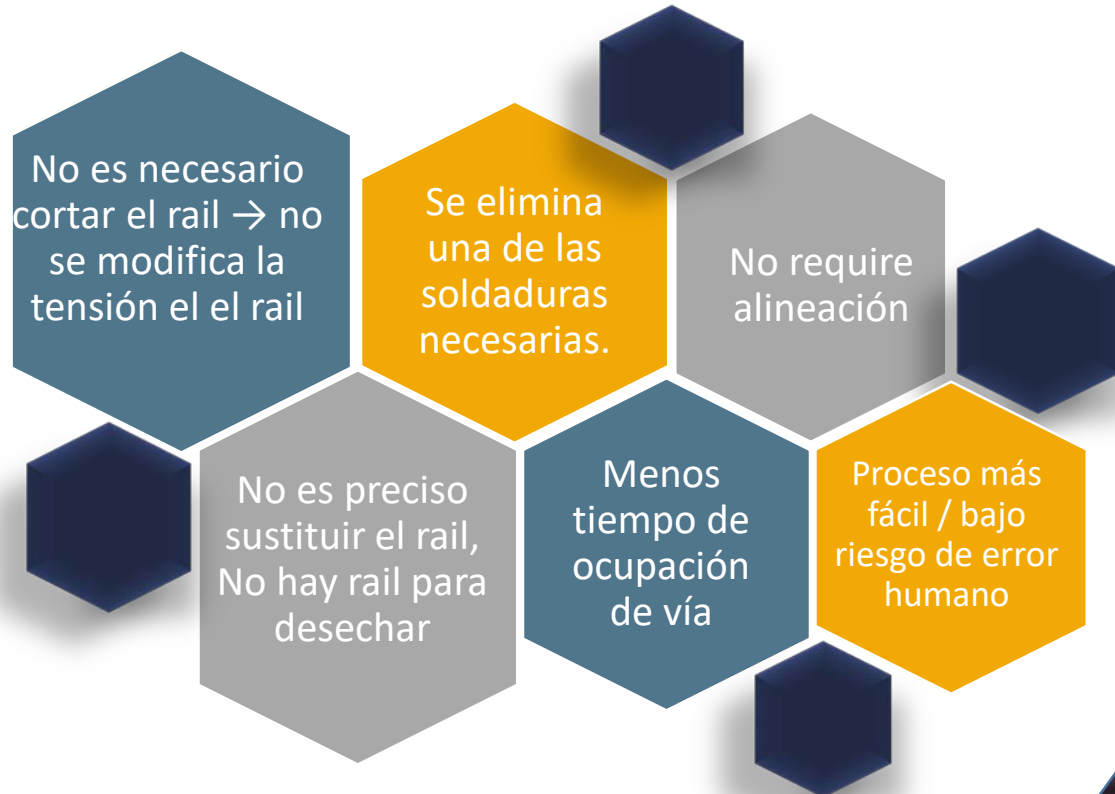 No es necesario
cortar el rail → no
se modifica la
tensión el el rail
Se elimina
una de las
soldaduras
necesarias.
No require
alineación
No es preciso
sustituir el rail,
No hay rail para
desechar
Menos
tiempo de
ocupación
de vía
Proceso más
fácil / bajo
riesgo de error
humano